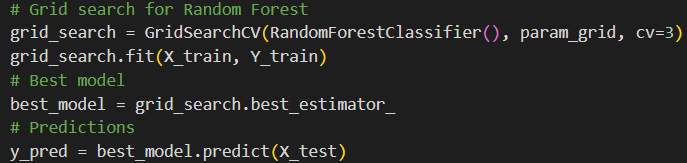 # Grid search for Random Forest
grid_search = GridSearchCV(RandomForestClassifier(), param_grid, cv=3)
grid_search.fit(X_train, Y_train)
# Best model
best_model = grid_search.best_estimator_
# Predictions
y_pred = best_model.predict(X_test)